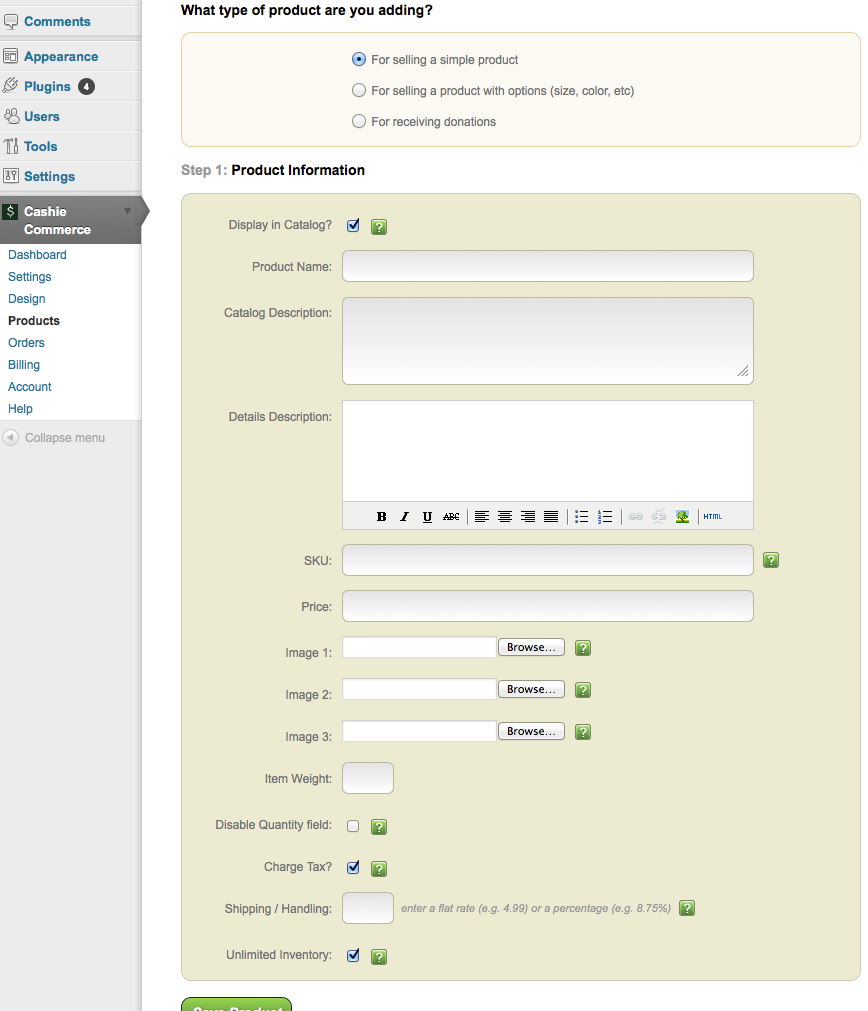 Comments
Appearance
Plugins 4
Users
Tools
Settings
$ Cashie
Commerce
Dashboard
Settings
Design
Products
Orders
Billing
Account
Help
Collapse menu
What type of product are you adding?
For selling a simple product
For selling a product with options (size, color, etc)
For receiving donations
Step 1: Product Information
Display in Catalog? ?
Product Name:
Catalog Description:
Details Description:
B I U ABC HTML
SKU: ?
Price:
Image 1: Browse... ?
Image 2: Browse... ?
Image 3: Browse... ?
Item Weight:
Disable Quantity field: ?
Charge Tax? ?
Shipping / Handling: enter a flat rate (e.g. 4.99) or a percentage (e.g. 8.75%) ?
Unlimited Inventory: ?
Save Product